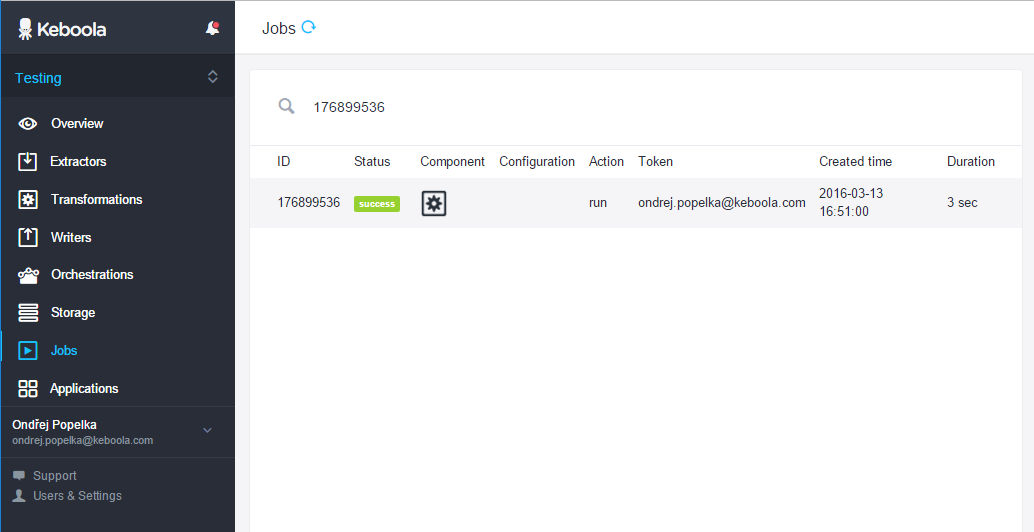 Keboola
Jobs
Testing
Overview
Extractors
Transformations
Writers
Orchestrations
Storage
Jobs
Applications
Ondřej Popelka
ondrej.popelka@keboola.com
Support
Users & Settings
176899536
ID Status Component Configuration Action Token Created time Duration
176899536 success run ondrej.popelka@keboola.com 2016-03-13 3 sec
16:51:00